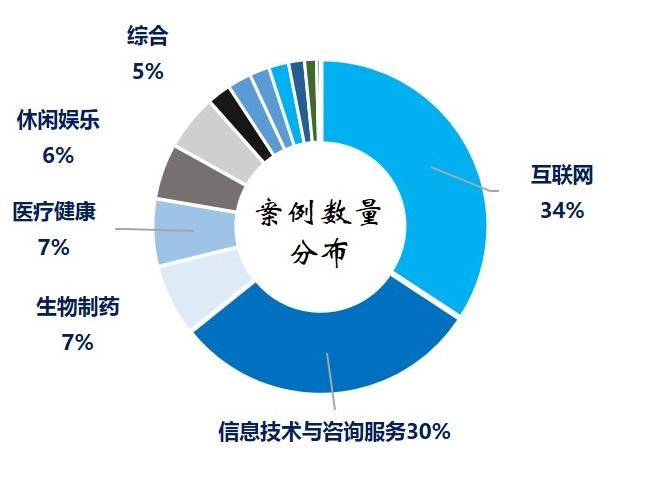 综合
5%
休闲娱乐
6%
医疗健康
7%
生物制药
7%
案例数量
分布
互联网
34%
信息技术与咨询服务30%